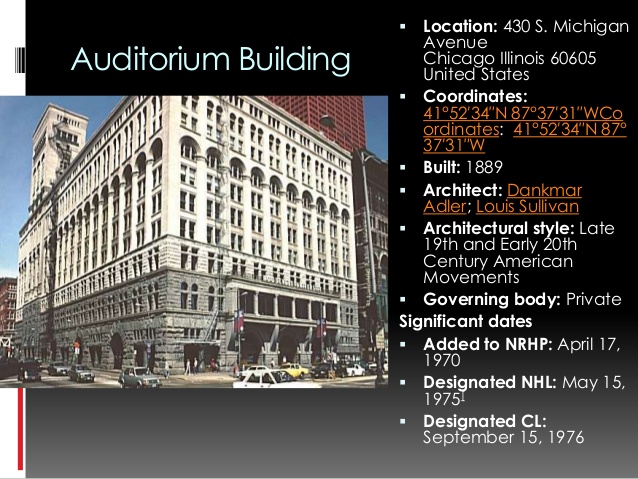 Auditorium Building
Location: 430 S. Michigan
Avenue
Chicago Illinois 60605
United States
Coordinates:
41°52′34″N 87°37′31″WCo
ordinates: 41°52′34″N 87°
37′31″W
Built: 1889
Architect: Dankmar
Adler; Louis Sullivan
Architectural style: Late
19th and Early 20th
Century American
Movements
Governing body: Private
Significant dates
Added to NRHP: April 17,
1970
Designated NHL: May 15,
1975[
Designated CL:
September 15, 1976